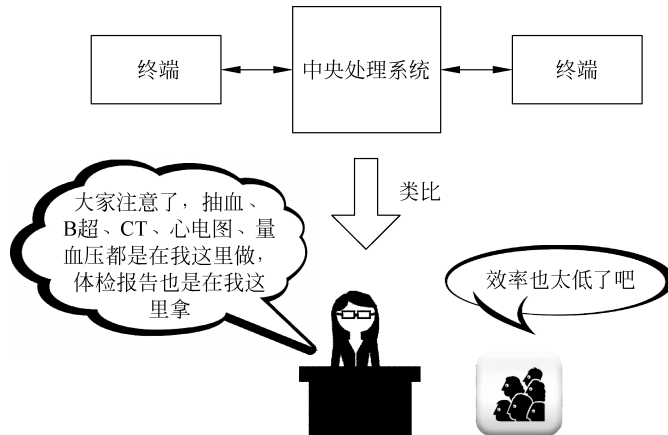 终端
中央处理系统
终端
类比
大家注意了，抽血、
B超、CT、心电图、量
血压都是在我这里做，
体检报告也是在我这
里拿
效率也太低了吧